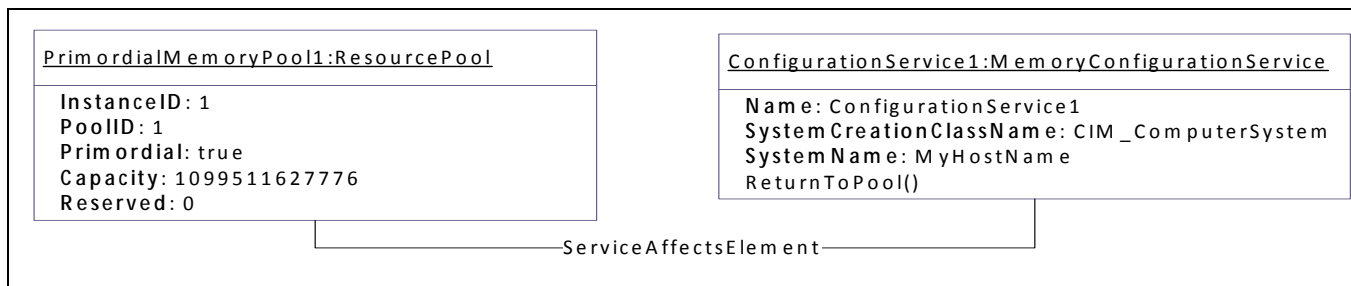 PrimordialMemoryPool1:ResourcePool
InstanceID: 1
PoolID: 1
Primordial: true
Capacity: 1099511627776
Reserved: 0
ConfigurationService1:MemoryConfigurationService
Name: ConfigurationService1
SystemCreationClassName: CIM_ComputerSystem
SystemName: MyHostName
ReturnToPool()
ServiceAffectsElement